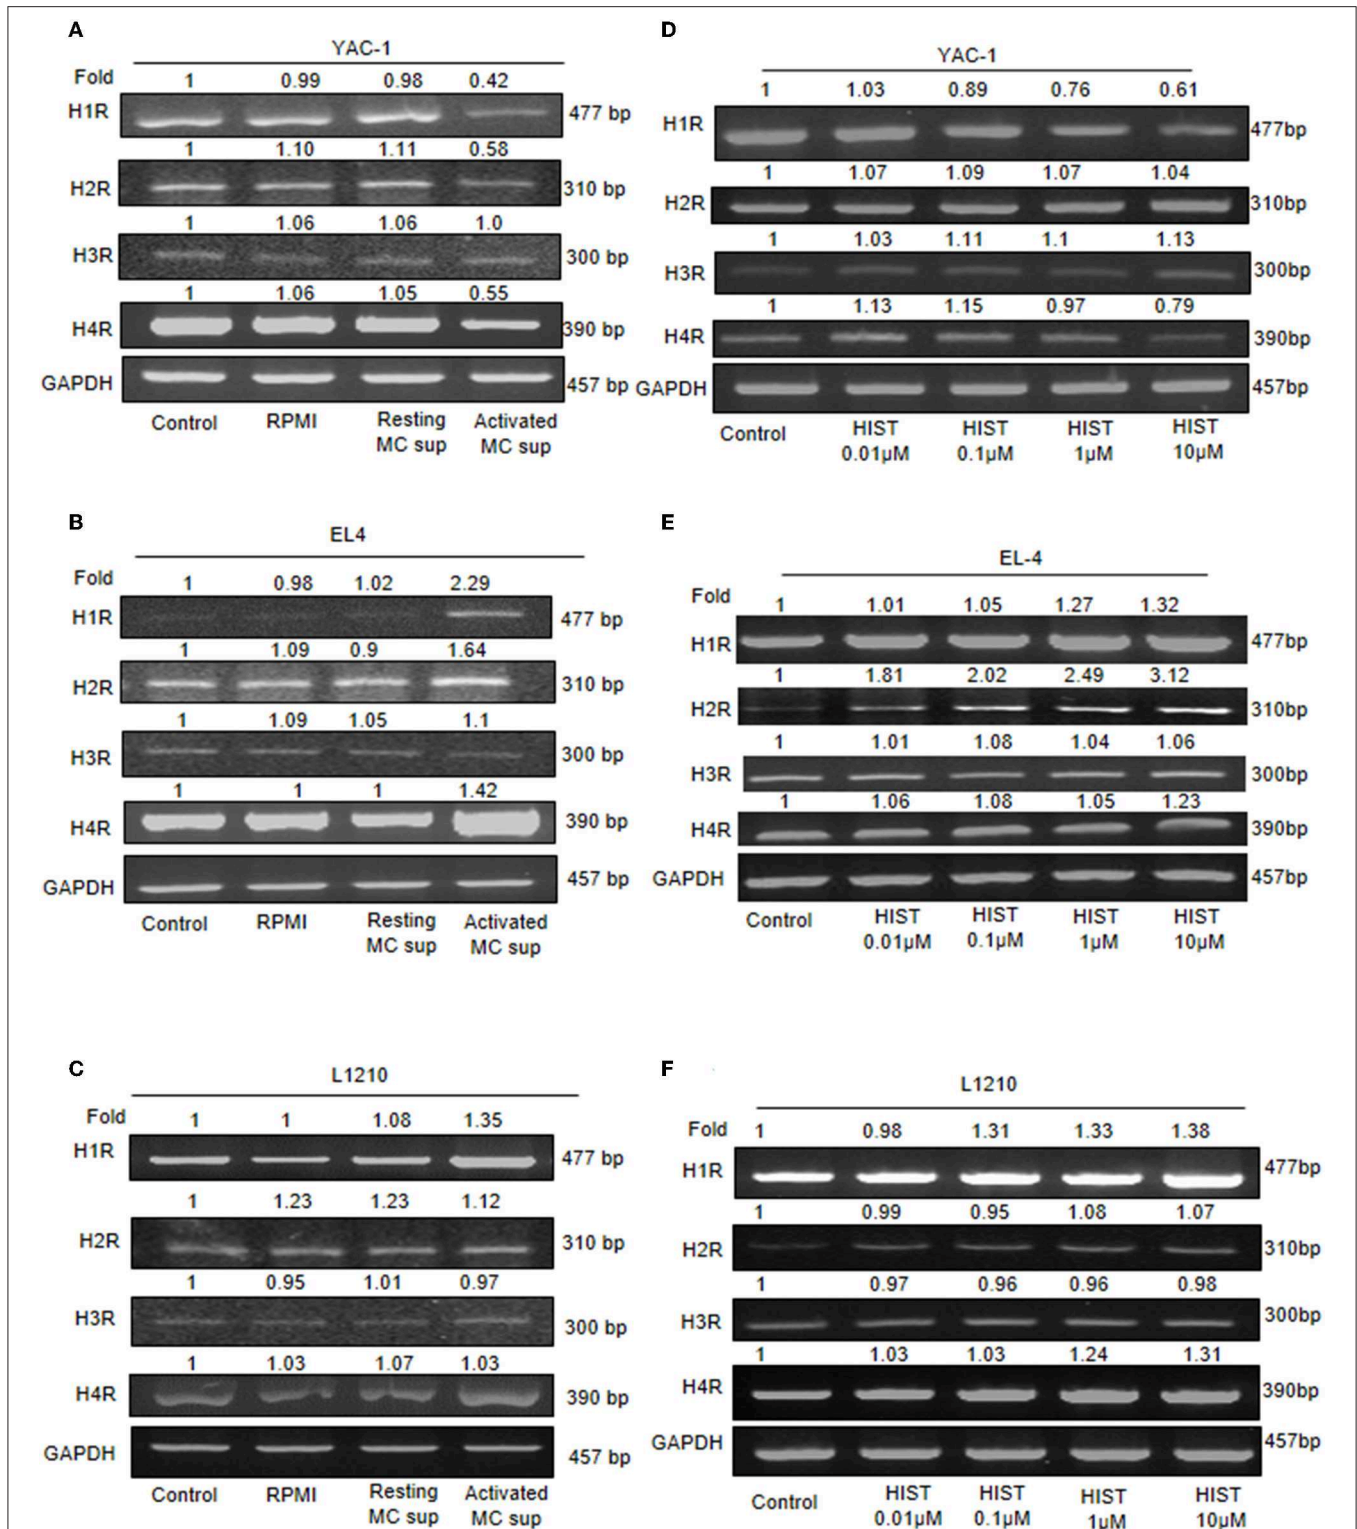 A
YAC-1
Fold 1 0.99 0.98 0.42
H1R 477 bp
1 1.10 1.11 0.58
H2R 310 bp
1 1.06 1.06 1.0
H3R 300 bp
1 1.06 1.05 0.55
H4R 390 bp
GAPDH 457 bp
Control RPMI Resting Activated
MC sup MC sup
B
EL4
Fold 1 0.98 1.02 2.29
H1R 477 bp
1 1.09 0.9 1.64
H2R 310 bp
1 1.09 1.05 1.1
H3R 300 bp
1 1 1 1.42
H4R 390 bp
GAPDH 457 bp
Control RPMI Resting Activated
MC sup MC sup
C
L1210
Fold 1 1 1.08 1.35
H1R 477 bp
1 1.23 1.23 1.12
H2R 310 bp
1 0.95 1.01 0.97
H3R 300 bp
1 1.03 1.07 1.03
H4R 390 bp
GAPDH 457 bp
Control RPMI Resting Activated
MC sup MC sup
D
YAC-1
1 1.03 0.89 0.76 0.61
H1R 477bp
1 1.07 1.09 1.07 1.04
H2R 310bp
1 1.03 1.11 1.1 1.13
H3R 300bp
1 1.13 1.15 0.97 0.79
H4R 390bp
GAPDH 457bp
Control HIST HIST HIST HIST
0.01µM 0.1µM 1µM 10µM
E
EL-4
Fold 1 1.01 1.05 1.27 1.32
H1R 477bp
1 1.81 2.02 2.49 3.12
H2R 310bp
1 1.01 1.08 1.04 1.06
H3R 300bp
1 1.06 1.08 1.05 1.23
H4R 390bp
GAPDH 457bp
Control HIST HIST HIST HIST
0.01µM 0.1µM 1µM 10µM
F
L1210
Fold 1 0.98 1.31 1.33 1.38
H1R 477bp
1 0.99 0.95 1.08 1.07
H2R 310bp
1 0.97 0.96 0.96 0.98
H3R 300bp
1 1.03 1.03 1.24 1.31
H4R 390bp
GAPDH 457bp
Control HIST HIST HIST HIST
0.01µM 0.1µM 1µM 10µM